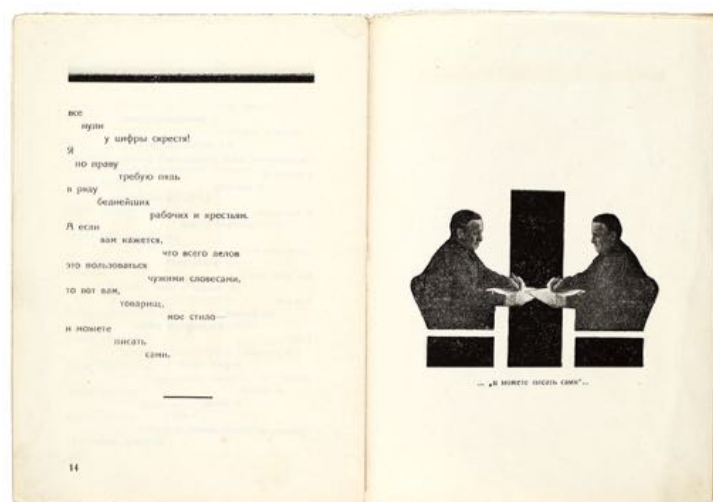 все
нули
у цифры скрестя!
Я
по праву
требую пядь
в ряду
беднейших
рабочих и крестьян.
А если
вам кажется,
что всего делов
это пользоваться
чужими словесами,
то вот вам,
товарищ,
мое стило—
и можете
писать
сами.
14
... „и можете писать сами“...